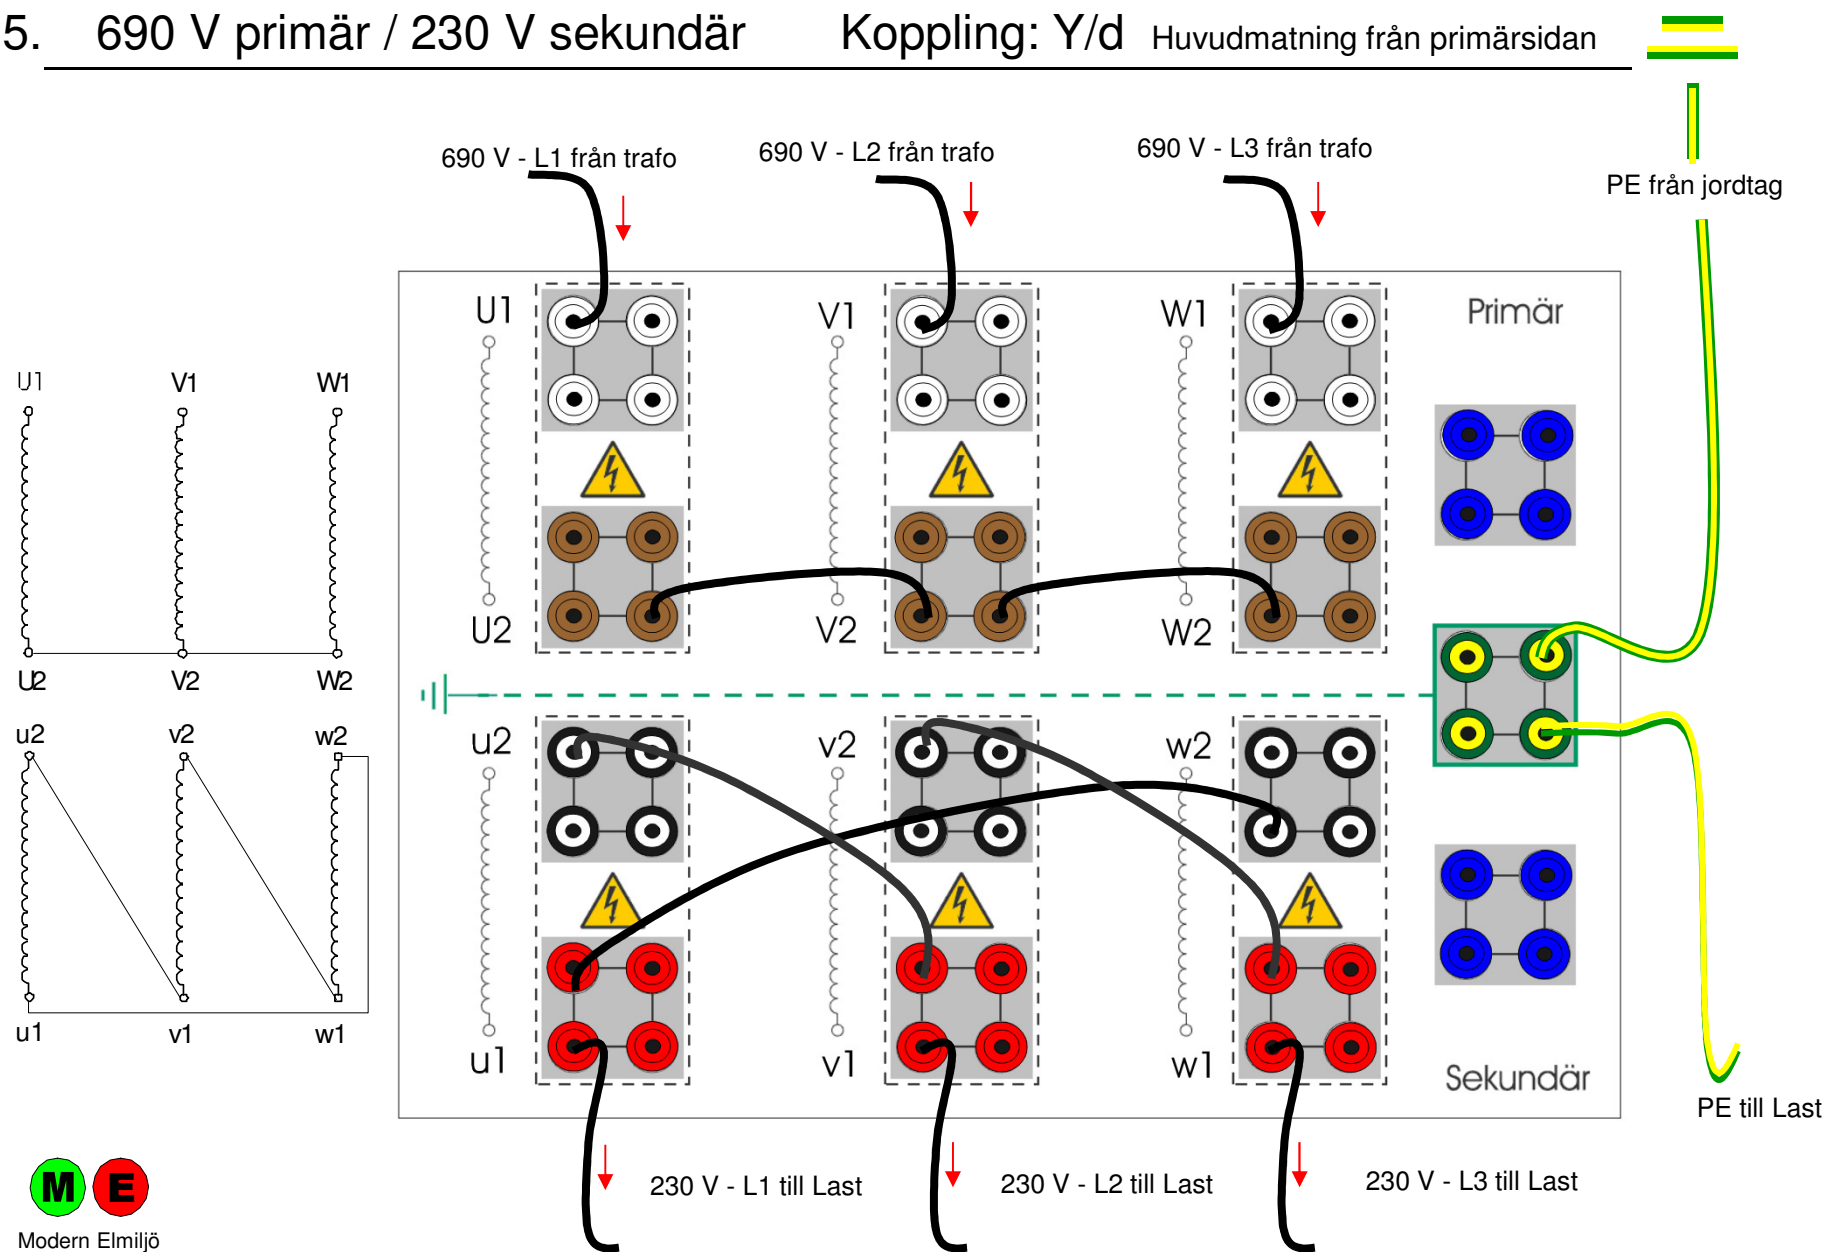 5. 690 V primär / 230 V sekundär Koppling: Y/d Huvudmatning från primärsidan
690 V - L1 från trafo
690 V - L2 från trafo
690 V - L3 från trafo
PE från jordtag
U1
V1
W1
Primär
U1
V1
W1
U2
V2
W2
U2
V2
W2
u2
v2
w2
u2
v2
w2
u1
v1
w1
u1
v1
w1
Sekundär
PE till Last
230 V - L1 till Last
230 V - L2 till Last
230 V - L3 till Last
M E
Modern Elmiljö